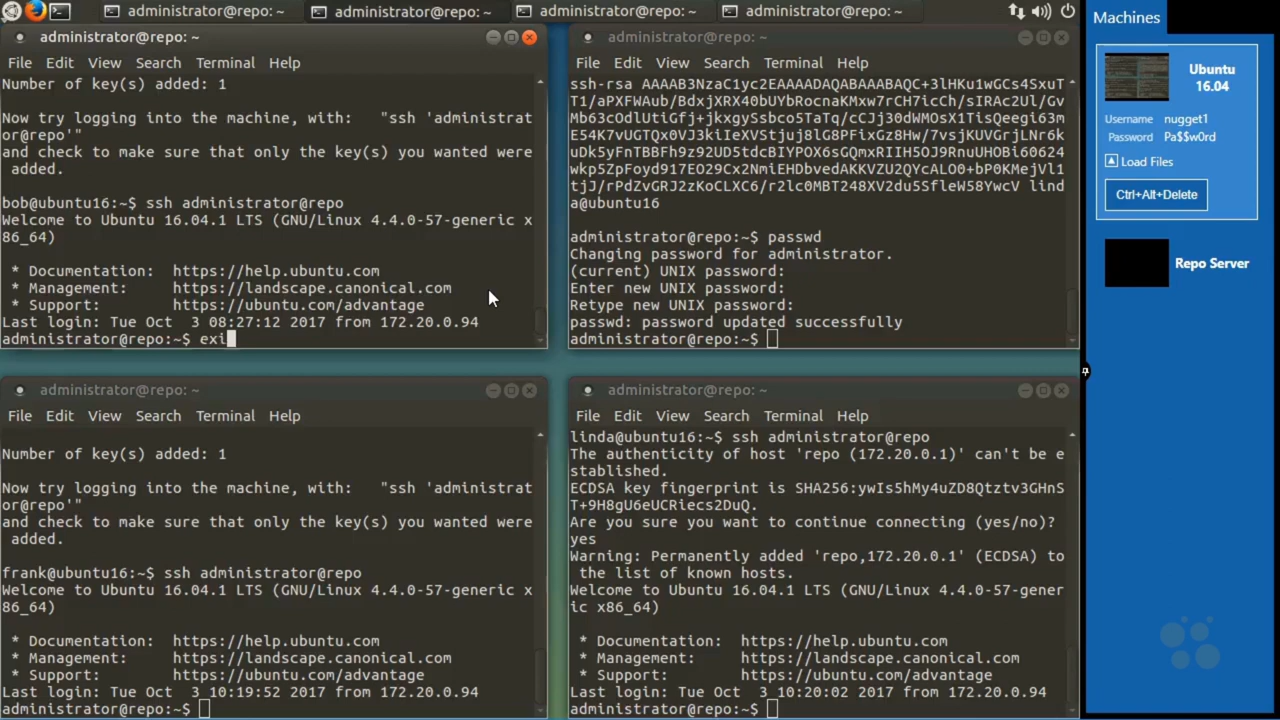 administrator@repo: ~
administrator@repo: ~
administrator@repo: ~
administrator@repo: ~
administrator@repo: ~
File Edit View Search Terminal Help
Number of key(s) added: 1
Now try logging into the machine, with:   "ssh 'administrat
or@repo'"
and check to make sure that only the key(s) you wanted were
added.
bob@ubuntu16:~$ ssh administrator@repo
Welcome to Ubuntu 16.04.1 LTS (GNU/Linux 4.4.0-57-generic x
86_64)
* Documentation:  https://help.ubuntu.com
* Management:     https://landscape.canonical.com
* Support:        https://ubuntu.com/advantage
Last login: Tue Oct  3 08:27:12 2017 from 172.20.0.94
administrator@repo:~$ exi
administrator@repo: ~
File Edit View Search Terminal Help
ssh-rsa AAAAB3NzaC1yc2EAAAADAQABAAABAQC+3lHKu1wGCs4SxuT
T1/aPXFWAub/BdxjXRX40bUYbRocnaKMxw7rCH7icCh/sIRAc2Ul/Gv
Mb63cOdlUtiGfj+jkxgySsbco5TaTq/cCJj30dWMOsX1TisQeegi63m
E54K7vUGTQx0VJ3kiIeXVStjuj8lG8PFixGz8Hw/7vsjKUVGrjLNr6k
uDk5yFnTBBFh9z92UD5tdcBIYPOX6sGQmxRIIH5OJ9RnuUHOBi60624
wkp5ZpFoyd917EO29Cx2NmiEHDbvedAKKVZU2QYcALO0+bP0KMejVl1
tjJ/rPdZvGRJ2zKoCLXC6/r2lc0MBT248XV2du5SfleW58YwcV lind
a@ubuntu16
administrator@repo:~$ passwd
Changing password for administrator.
(current) UNIX password:
Enter new UNIX password:
Retype new UNIX password:
passwd: password updated successfully
administrator@repo:~$
administrator@repo: ~
File Edit View Search Terminal Help
Number of key(s) added: 1
Now try logging into the machine, with:   "ssh 'administrat
or@repo'"
and check to make sure that only the key(s) you wanted were
added.
frank@ubuntu16:~$ ssh administrator@repo
Welcome to Ubuntu 16.04.1 LTS (GNU/Linux 4.4.0-57-generic x
86_64)
* Documentation:  https://help.ubuntu.com
* Management:     https://landscape.canonical.com
* Support:        https://ubuntu.com/advantage
Last login: Tue Oct  3 10:19:52 2017 from 172.20.0.94
administrator@repo:~$
administrator@repo: ~
File Edit View Search Terminal Help
linda@ubuntu16:~$ ssh administrator@repo
The authenticity of host 'repo (172.20.0.1)' can't be e
stablished.
ECDSA key fingerprint is SHA256:ywIs5hMy4uZD8Qtztv3GHnS
T+9H8gU6eUCRiecs2DuQ.
Are you sure you want to continue connecting (yes/no)?
yes
Warning: Permanently added 'repo,172.20.0.1' (ECDSA) to
the list of known hosts.
Welcome to Ubuntu 16.04.1 LTS (GNU/Linux 4.4.0-57-gener
ic x86_64)
* Documentation:  https://help.ubuntu.com
* Management:     https://landscape.canonical.com
* Support:        https://ubuntu.com/advantage
Last login: Tue Oct  3 10:20:02 2017 from 172.20.0.94
administrator@repo:~$
Machines
Ubuntu
16.04
Username nugget1
Password Pa$$w0rd
Load Files
Ctrl+Alt+Delete
Repo Server